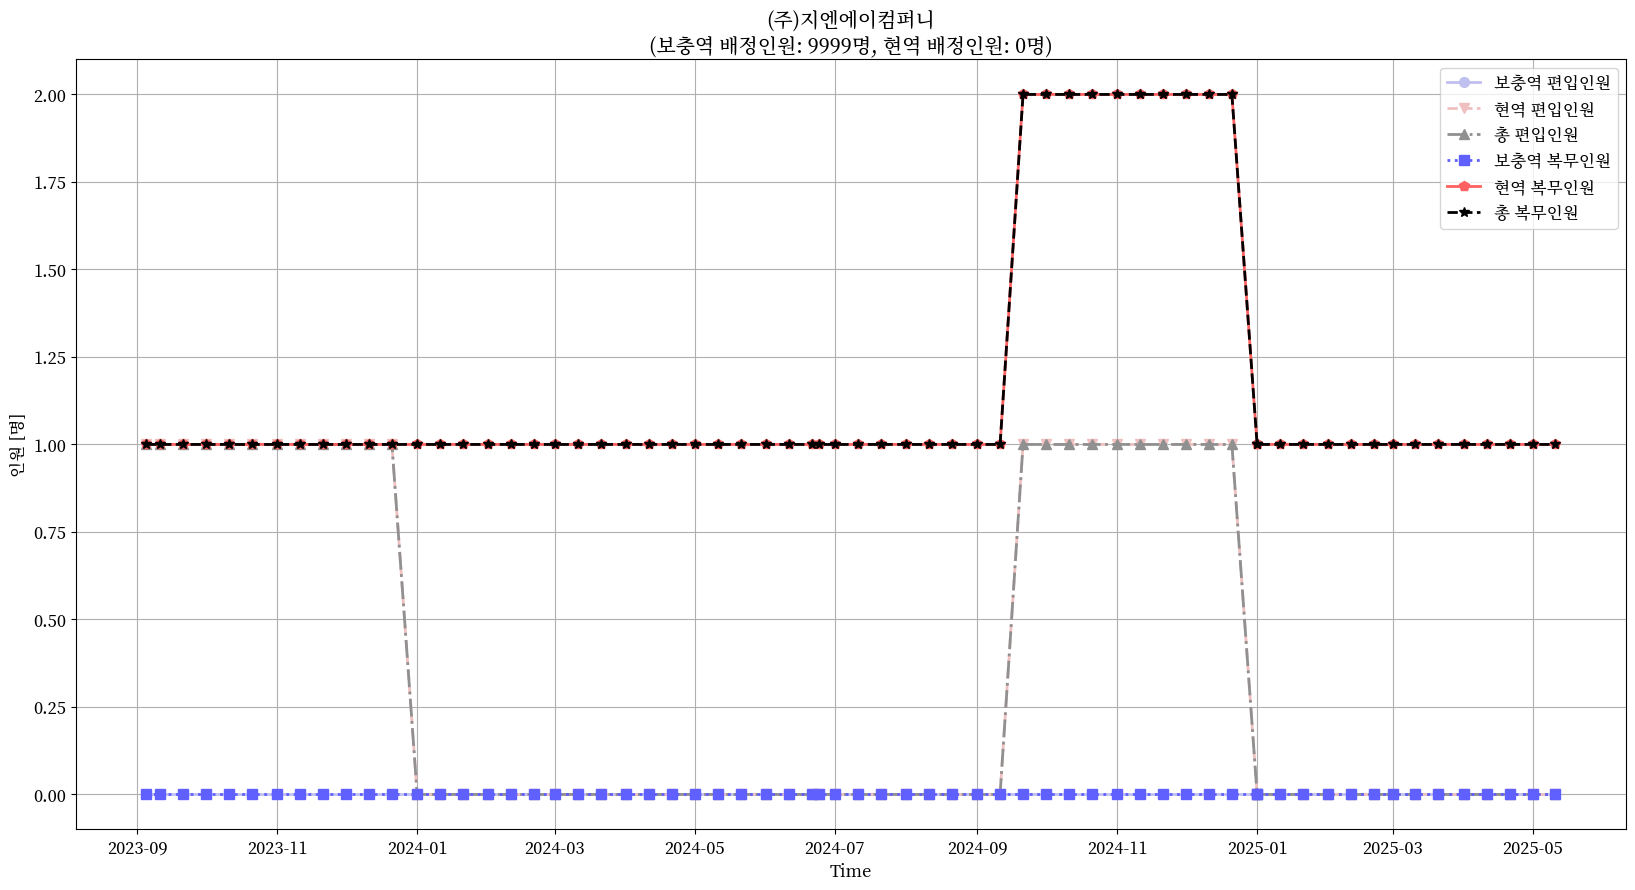 (주)지엔에이컴퍼니
(보충역 배정인원: 9999명, 현역 배정인원: 0명)
보충역 편입인원
현역 편입인원
총 편입인원
보충역 복무인원
현역 복무인원
총 복무인원
인원 [명]
2.00
1.75
1.50
1.25
1.00
0.75
0.50
0.25
0.00
2023-09
2023-11
2024-01
2024-03
2024-05
2024-07
2024-09
2024-11
2025-01
2025-03
2025-05
Time